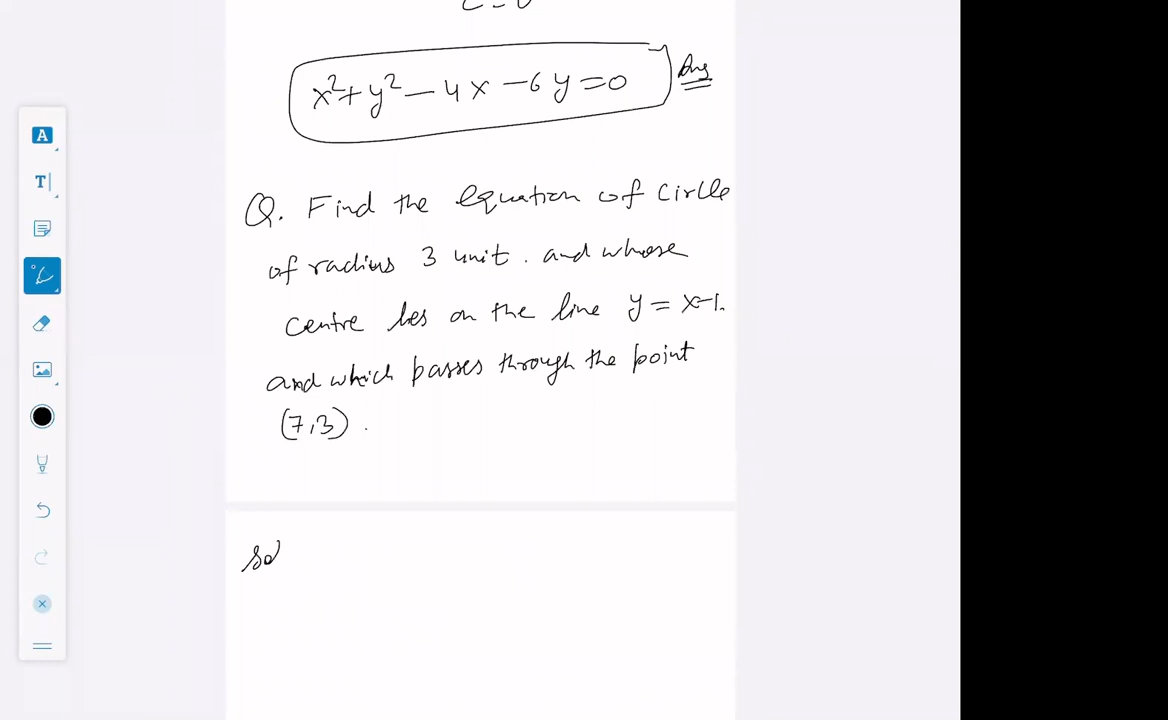 x²+y²-4x-6y=0 Ans
Q. Find the equation of circle
of radius 3 unit. and whose
centre lies on the line y=x-1.
and which passes through the point
(7,3).
Sol
A
T